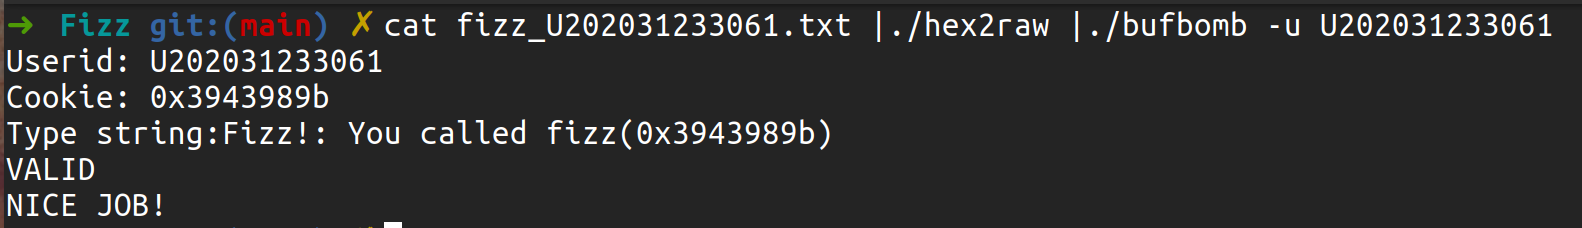 ➜ Fizz git:(main) ✗ cat fizz_U202031233061.txt |./hex2raw |./bufbomb -u U202031233061
Userid: U202031233061
Cookie: 0x3943989b
Type string:Fizz!: You called fizz(0x3943989b)
VALID
NICE JOB!